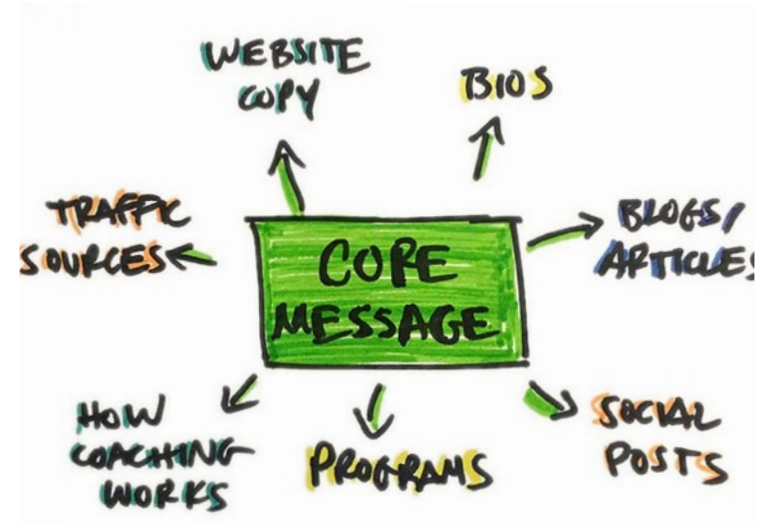 WEBSITE
COPY
BIOS
TRAFFIC
SOURCES
BLOGS/
ARTICLES
CORE
MESSAGE
HOW
COACHING
WORKS
PROGRAMS
SOCIAL
POSTS